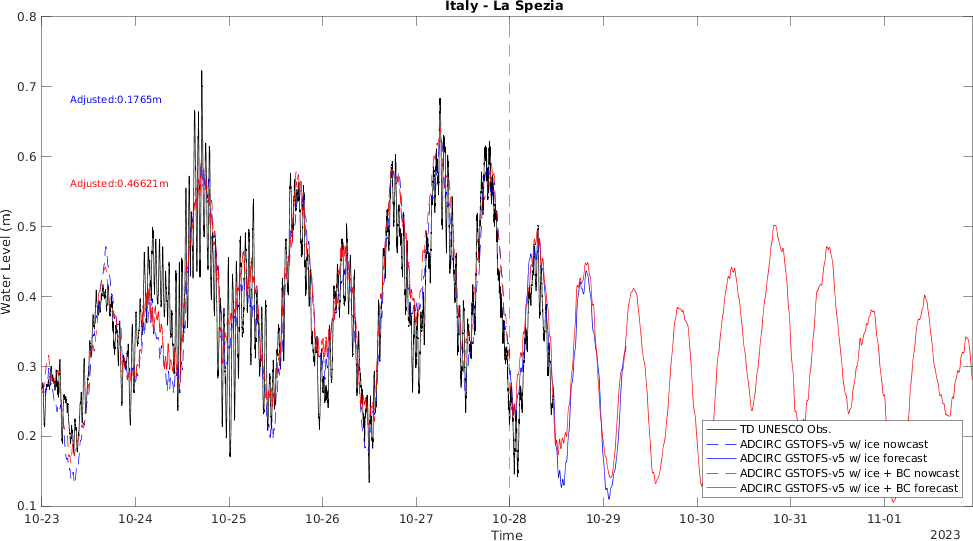 Italy - La Spezia
0.8
0.7
0.6
0.5
0.4
0.3
0.2
0.1
Water Level (m)
Adjusted:0.1765m
Adjusted:0.46621m
TD UNESCO Obs.
ADCIRC GSTOFS-v5 w/ ice nowcast
ADCIRC GSTOFS-v5 w/ ice forecast
ADCIRC GSTOFS-v5 w/ ice + BC nowcast
ADCIRC GSTOFS-v5 w/ ice + BC forecast
10-23 10-24 10-25 10-26 10-27 10-28 10-29 10-30 10-31 11-01
Time
2023